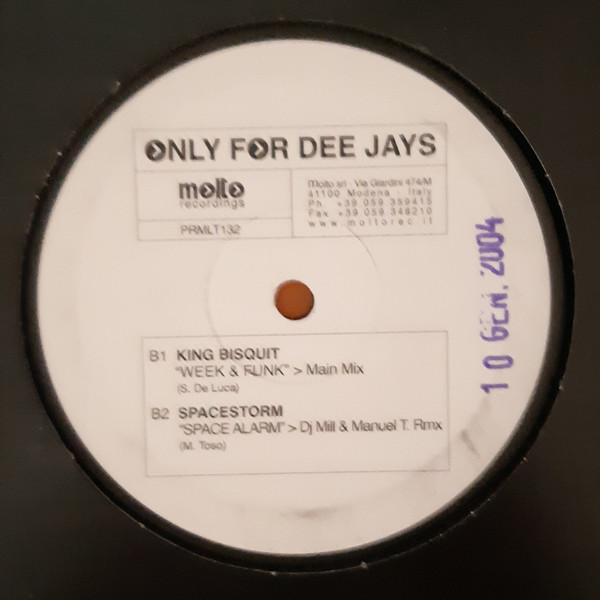 ONLY FOR DEE JAYS
molto
recordings
PRMLT132
Molto srl - Via Giardini 474/M
41100 Modena - Italy
Ph. +39 059 359415
Fax +39 059 348210
www.moltorec.it
10 GEN. 2004
B1 KING BISQUIT
"WEEK & FUNK" > Main Mix
(S. De Luca)
B2 SPACESTORM
"SPACE ALARM" > Dj Mill & Manuel T. Rmx
(M. Toso)